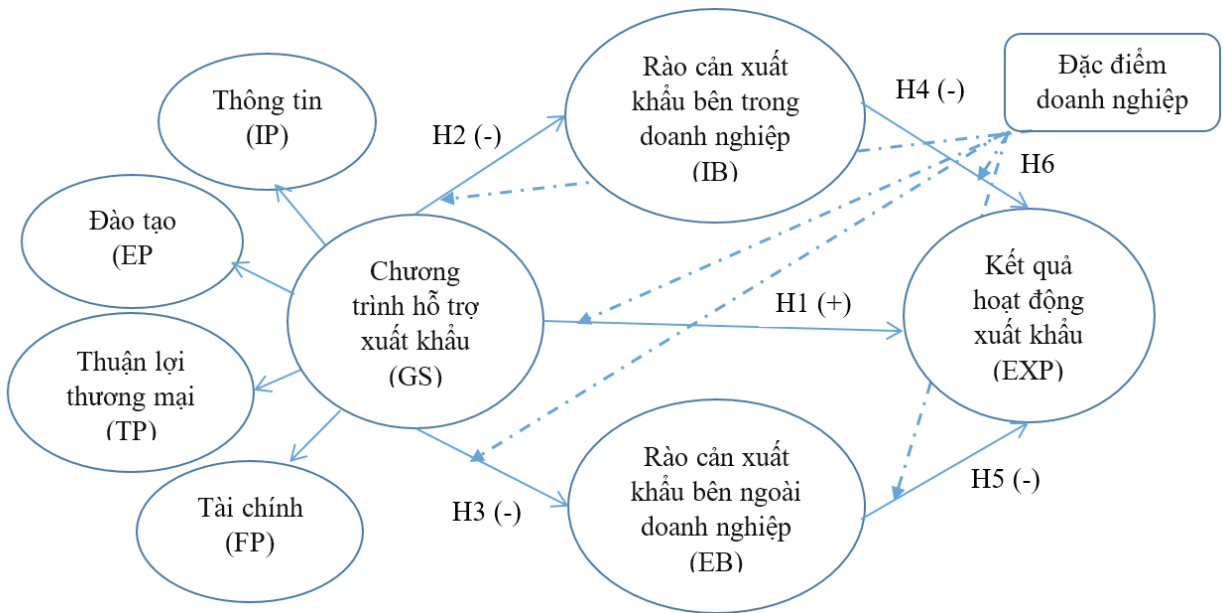 Thông tin
(IP)
Đào tạo
(EP
Thuận lợi
thương mại
(TP)
Tài chính
(FP)
Chương
trình hỗ trợ
xuất khẩu
(GS)
H2 (-)
H3 (-)
Rào cản xuất
khẩu bên trong
doanh nghiệp
(IB)
H1 (+)
Rào cản xuất
khẩu bên ngoài
doanh nghiệp
(EB)
H4 (-)
H5 (-)
H6
Đặc điểm
doanh nghiệp
Kết quả
hoạt động
xuất khẩu
(EXP)